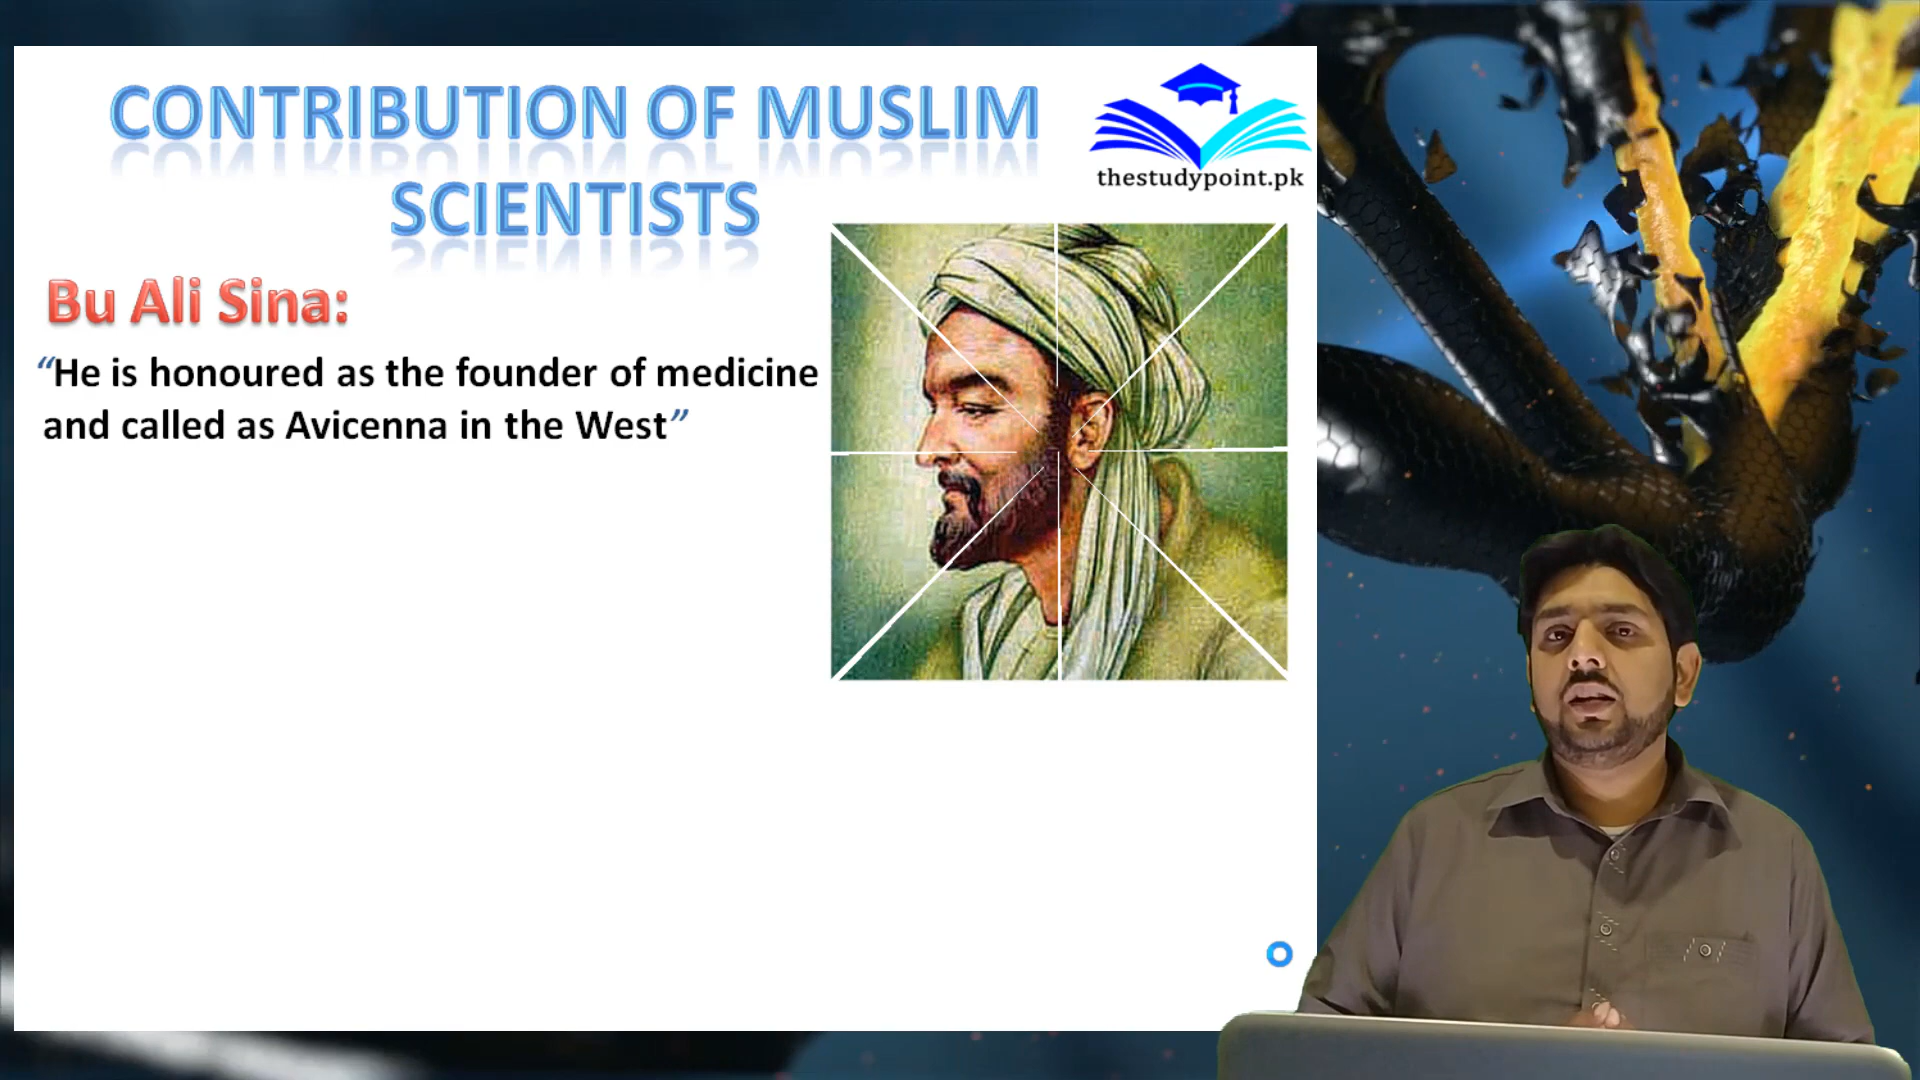 CONTRIBUTION OF MUSLIM
SCIENTISTS
thestudypoint.pk
Bu Ali Sina:
“He is honoured as the founder of medicine
and called as Avicenna in the West”